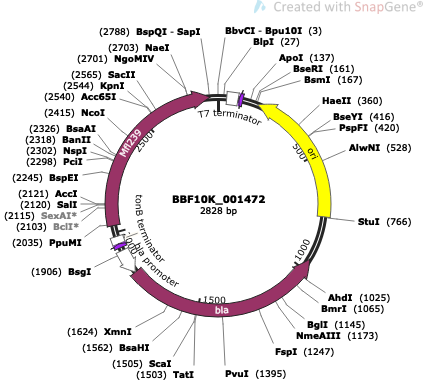 Created with SnapGene®
(2788) BspQI - SapI
(2703) NaeI
(2701) NgoMIV
(2565) SacII
(2544) KpnI
(2540) Acc65I
(2415) NcoI
(2326) BsaAI
(2318) BanII
(2302) NspI
(2298) PciI
(2245) BspEI
(2121) AccI
(2120) SalI
(2115) SexAI*
(2103) BclI*
(2035) PpuMI
(1906) BsgI
(1624) XmnI
(1562) BsaHI
(1505) ScaI
(1503) TatI
BbvCI - Bpu10I (3)
BlpI (27)
ApoI (137)
BseRI (161)
BsmI (167)
HaeII (360)
BseYI (416)
PspFI (420)
AlwNI (528)
StuI (766)
AhdI (1025)
BmrI (1065)
BglI (1145)
NmeAIII (1173)
FspI (1247)
PvuI (1395)
T7 terminator
ori
500
1000
1500
2500
Mfl239
tonB terminator
bla promoter
bla
BBF10K_001472
2828 bp